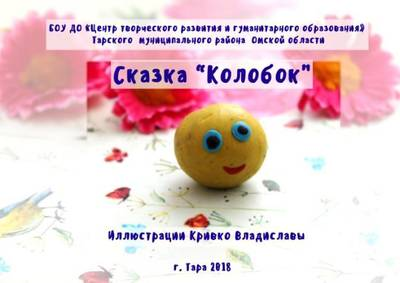 БОУ ДО «Центр творческого развития и гуманитарного образования»
Тарского муниципального района Омской области
Сказка "Колобок"
Иллюстрации Кривко Владиславы
г. Тара 2018